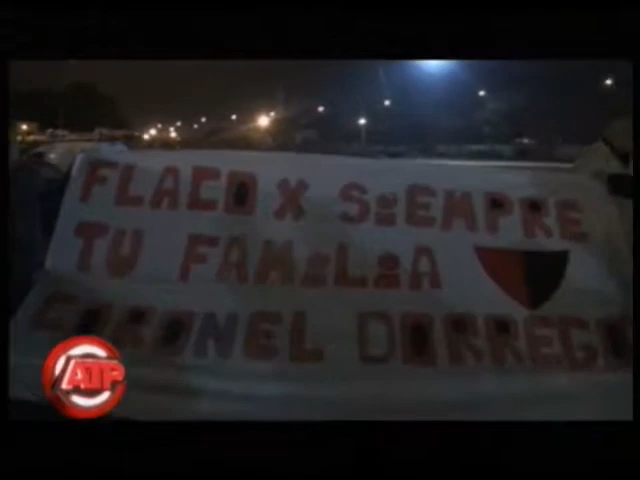 FLACO X SiEMPRE
TU FAMiLiA
CORONEL DORREGO
ATP